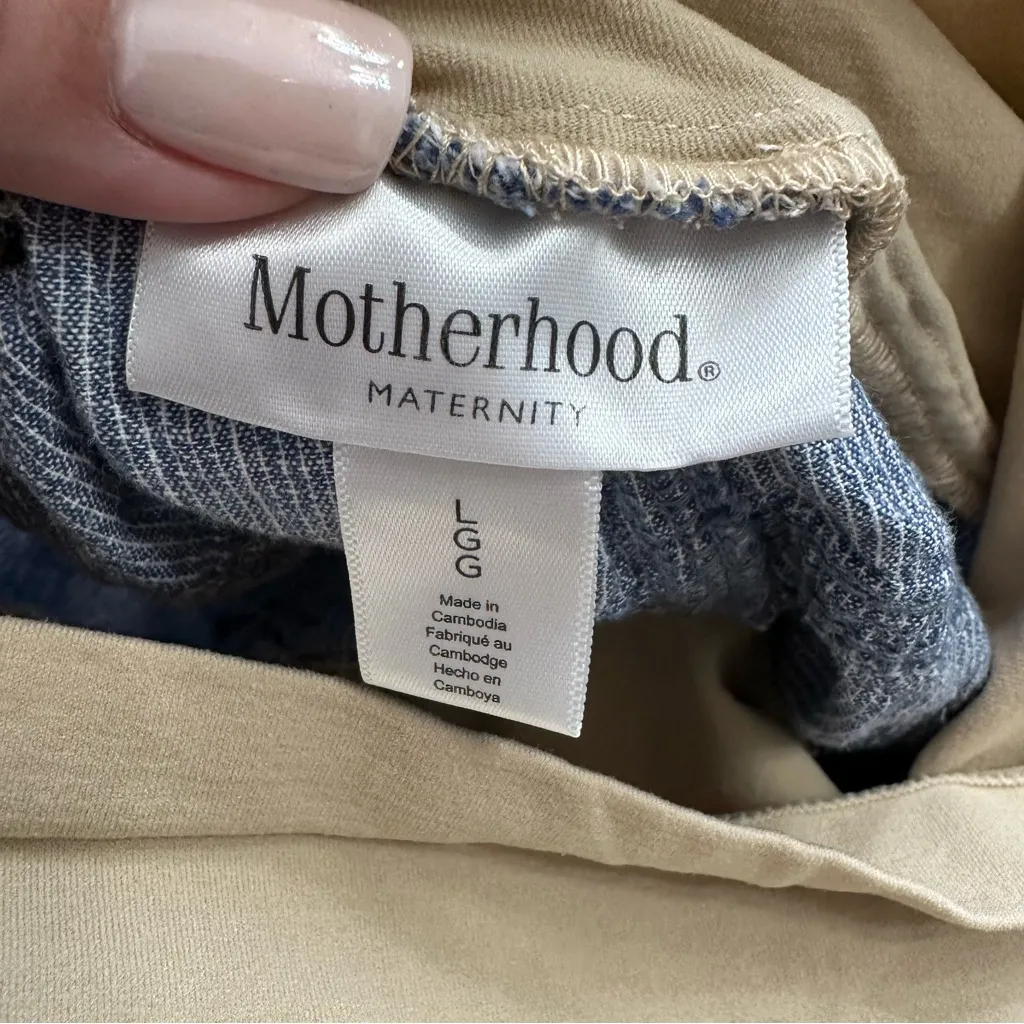 Motherhood®
MATERNITY
L
G
G
Made in
Cambodia
Fabriqué au
Cambodge
Hecho en
Camboya